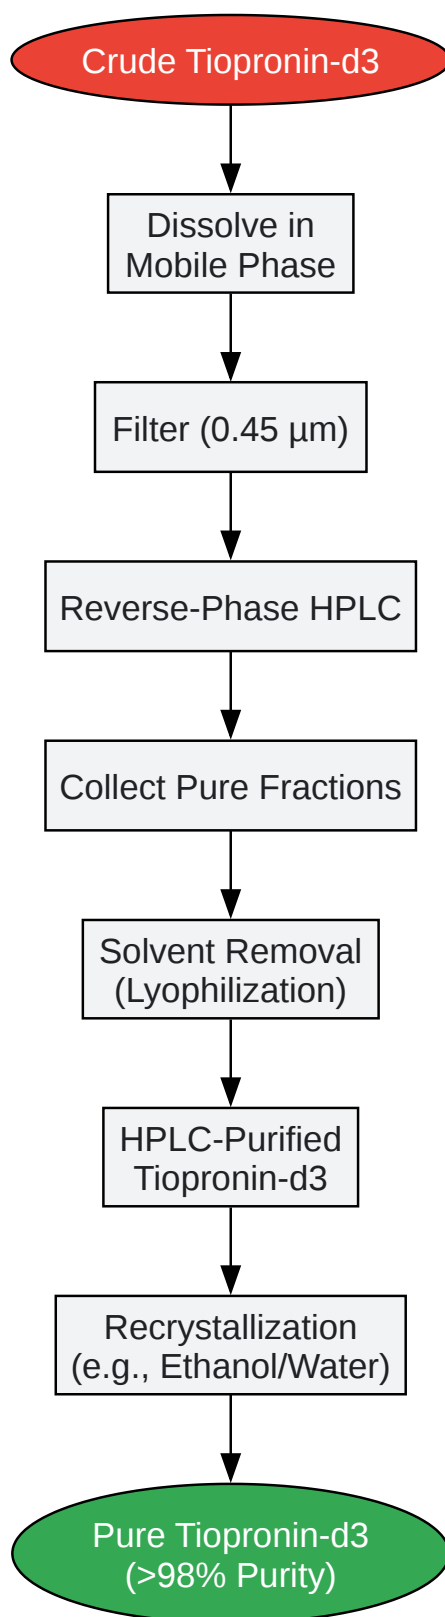 Crude Tiopronin-d3
Dissolve in
Mobile Phase
Filter (0.45 µm)
Reverse-Phase HPLC
Collect Pure Fractions
Solvent Removal
(Lyophilization)
HPLC-Purified
Tiopronin-d3
Recrystallization
(e.g., Ethanol/Water)
Pure Tiopronin-d3
(>98% Purity)